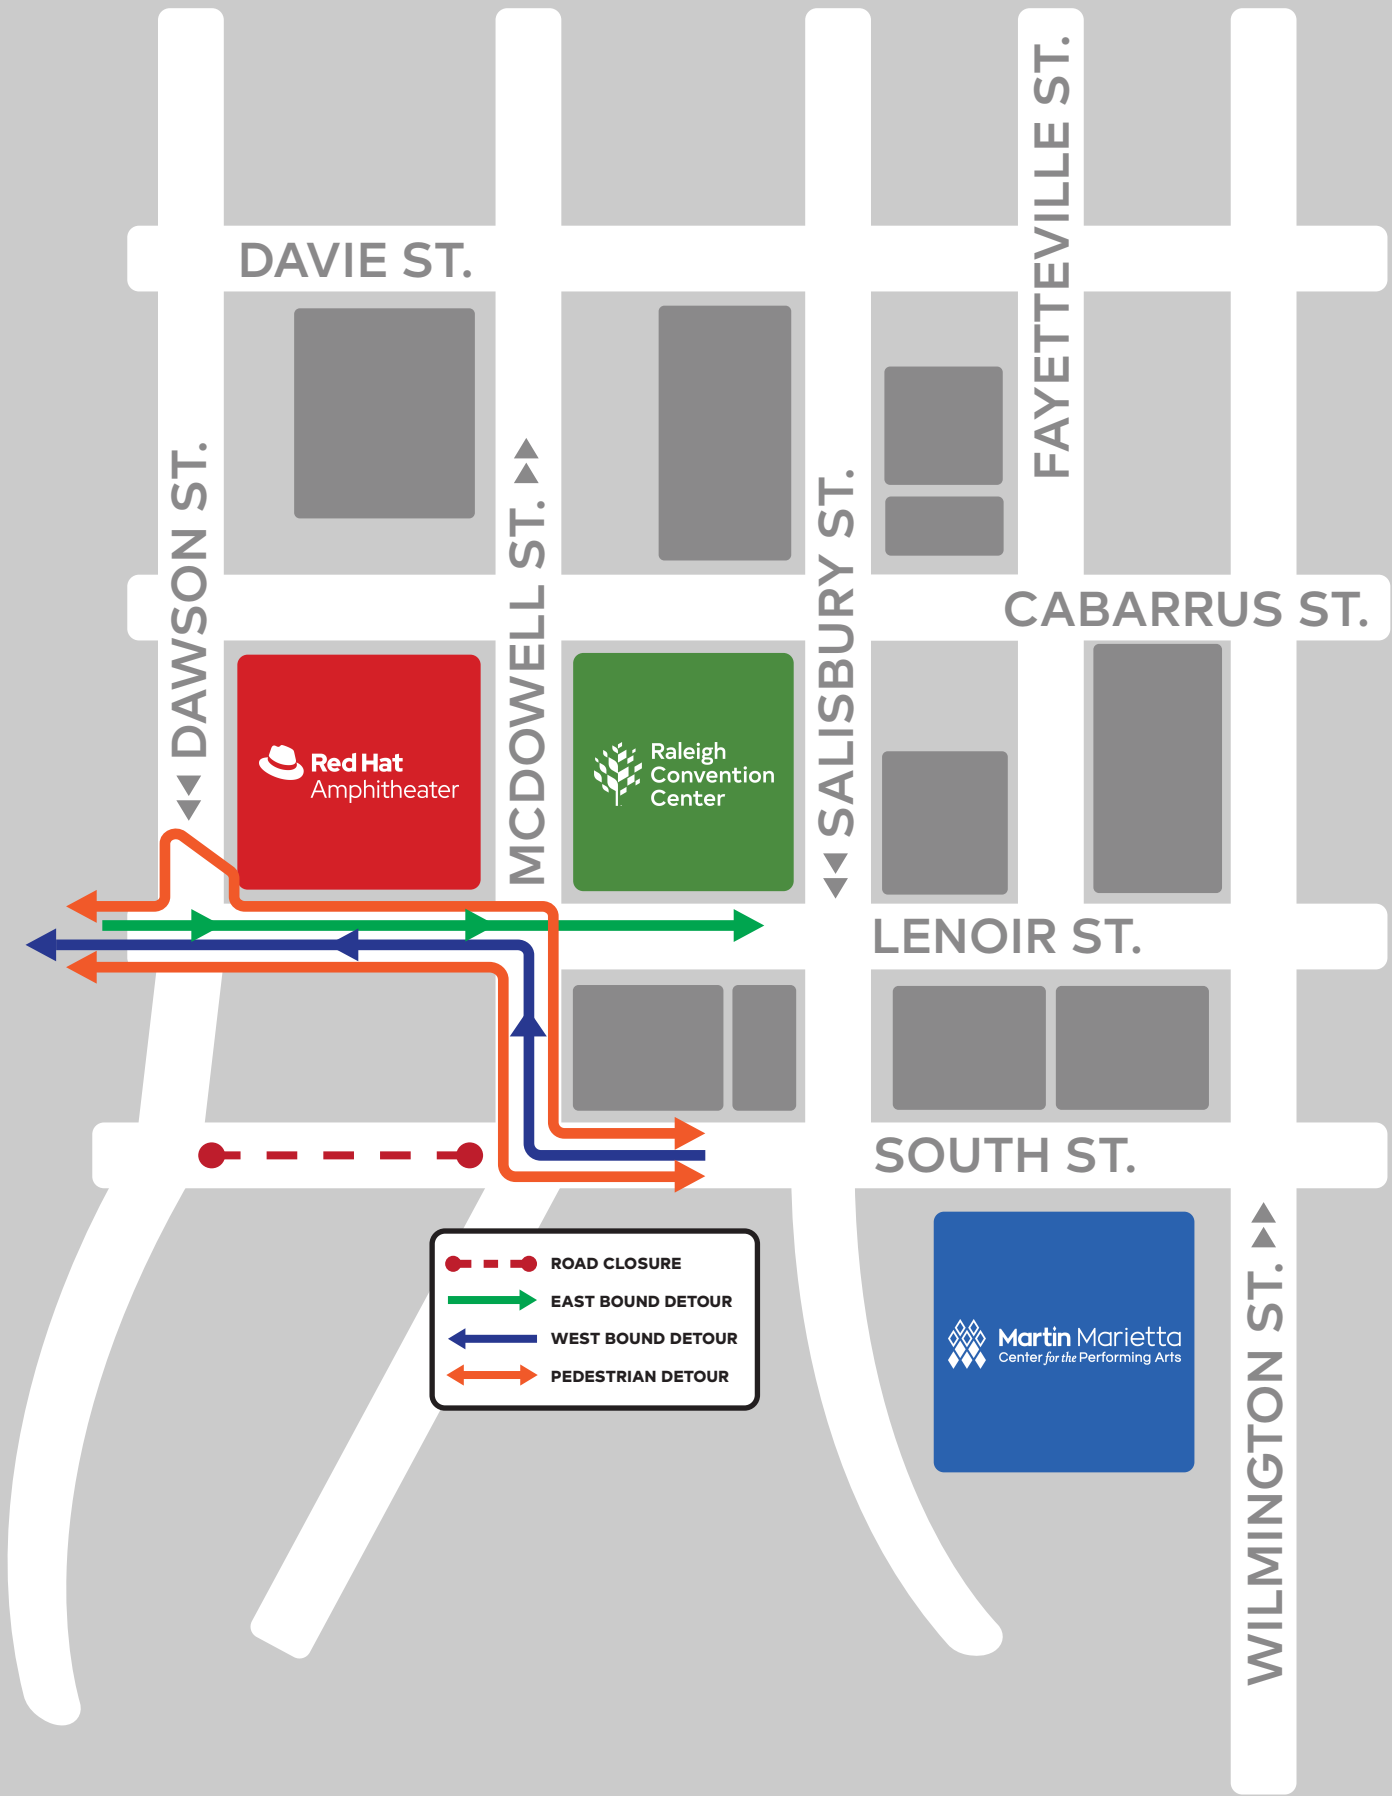 FAYETTEVILLE ST.
DAVIE ST.
DAWSON ST.
MCDOWELL ST.
SALISBURY ST.
CABARRUS ST.
Red Hat
Amphitheater
Raleigh
Convention
Center
LENOIR ST.
SOUTH ST.
ROAD CLOSURE
EAST BOUND DETOUR
WEST BOUND DETOUR
PEDESTRIAN DETOUR
Martin Marietta
Center for the Performing Arts
WILMINGTON ST.